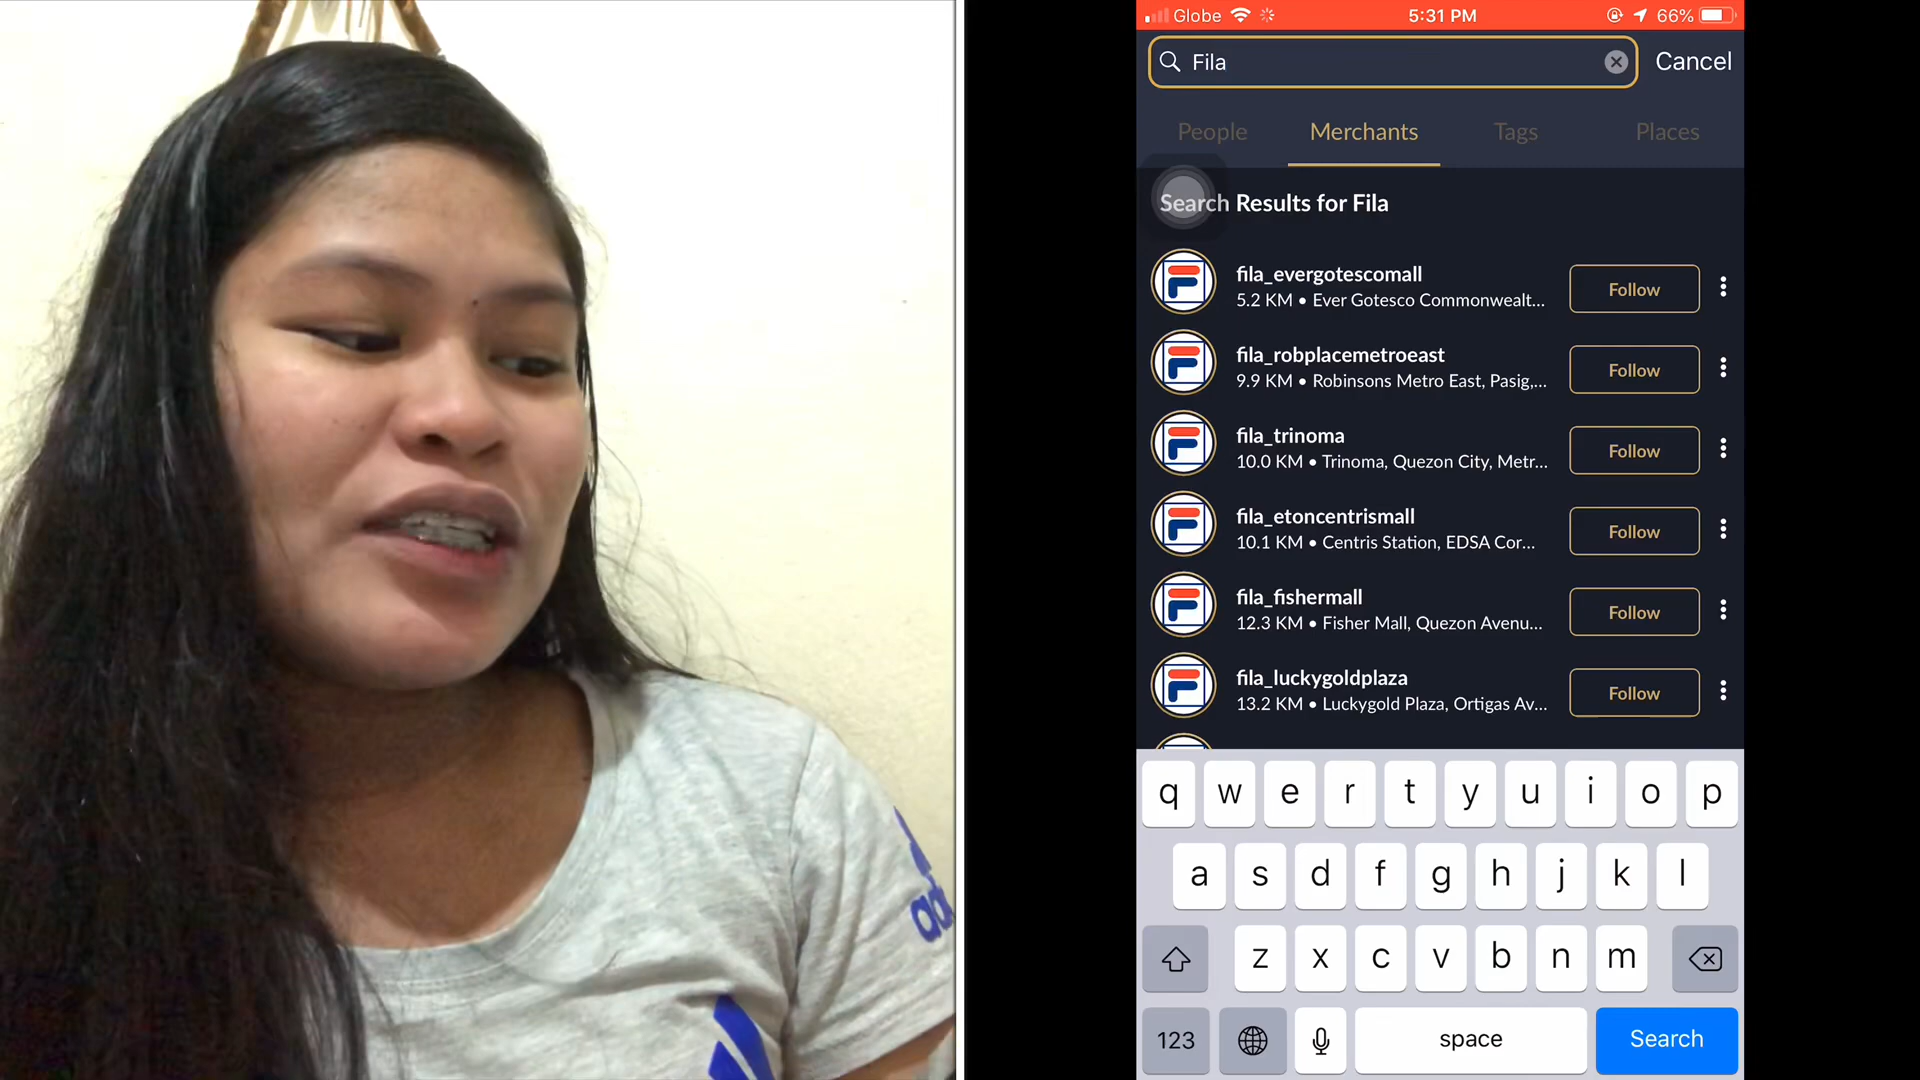 Globe 5:31 PM 66%
Fila Cancel
People Merchants Tags Places
Search Results for Fila
fila_evergotescomall
5.2 KM • Ever Gotesco Commonwealt...
Follow
fila_robplacemetroeast
9.9 KM • Robinsons Metro East, Pasig,...
Follow
fila_trinoma
10.0 KM • Trinoma, Quezon City, Metr...
Follow
fila_etoncentrismall
10.1 KM • Centris Station, EDSA Cor...
Follow
fila_fishermall
12.3 KM • Fisher Mall, Quezon Avenu...
Follow
fila_luckygoldplaza
13.2 KM • Luckygold Plaza, Ortigas Av...
Follow
q w e r t y u i o p
a s d f g h j k l
z x c v b n m
123 space Search